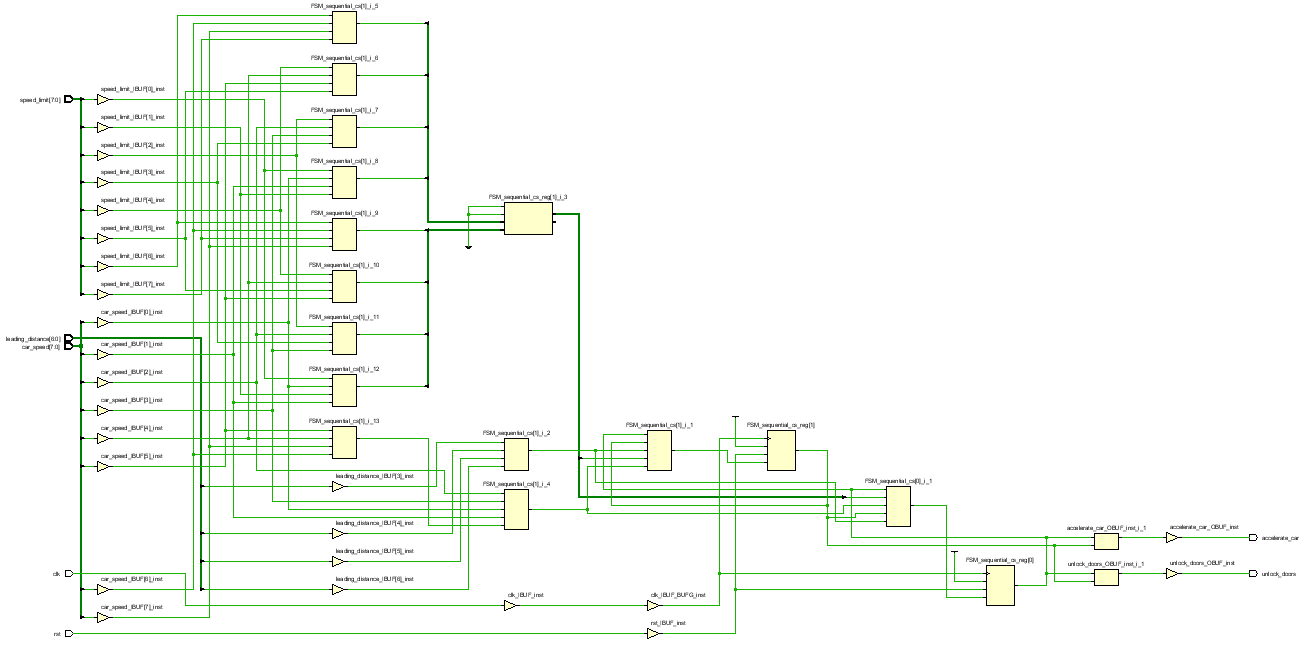 FSM_sequential_cs[1]_i_5
FSM_sequential_cs[1]_i_6
speed_limit_IBUF[0]_inst
speed_limit[7:0]
FSM_sequential_cs[1]_i_7
speed_limit_IBUF[1]_inst
speed_limit_IBUF[2]_inst
FSM_sequential_cs[1]_i_8
speed_limit_IBUF[3]_inst
FSM_sequential_cs_reg[1]_i_3
speed_limit_IBUF[4]_inst
FSM_sequential_cs[1]_i_9
speed_limit_IBUF[5]_inst
speed_limit_IBUF[6]_inst
FSM_sequential_cs[1]_i_10
speed_limit_IBUF[7]_inst
car_speed_IBUF[0]_inst
FSM_sequential_cs[1]_i_11
leading_distance[6:0]
car_speed[7:0]
car_speed_IBUF[1]_inst
FSM_sequential_cs[1]_i_12
car_speed_IBUF[2]_inst
car_speed_IBUF[3]_inst
FSM_sequential_cs[1]_i_13
car_speed_IBUF[4]_inst
FSM_sequential_cs[1]_i_2
FSM_sequential_cs[1]_i_1
FSM_sequential_cs_reg[1]
car_speed_IBUF[5]_inst
leading_distance_IBUF[3]_inst
FSM_sequential_cs[1]_i_4
FSM_sequential_cs[0]_i_1
leading_distance_IBUF[4]_inst
accelerate_car_OBUF_inst_i_1
accelerate_car_OBUF_inst
accelerate_car
leading_distance_IBUF[5]_inst
FSM_sequential_cs_reg[0]
unlock_doors_OBUF_inst_i_1
unlock_doors_OBUF_inst
unlock_doors
clk
car_speed_IBUF[6]_inst
leading_distance_IBUF[6]_inst
clk_IBUF_inst
clk_IBUF_BUFG_inst
car_speed_IBUF[7]_inst
rst_IBUF_inst
rst